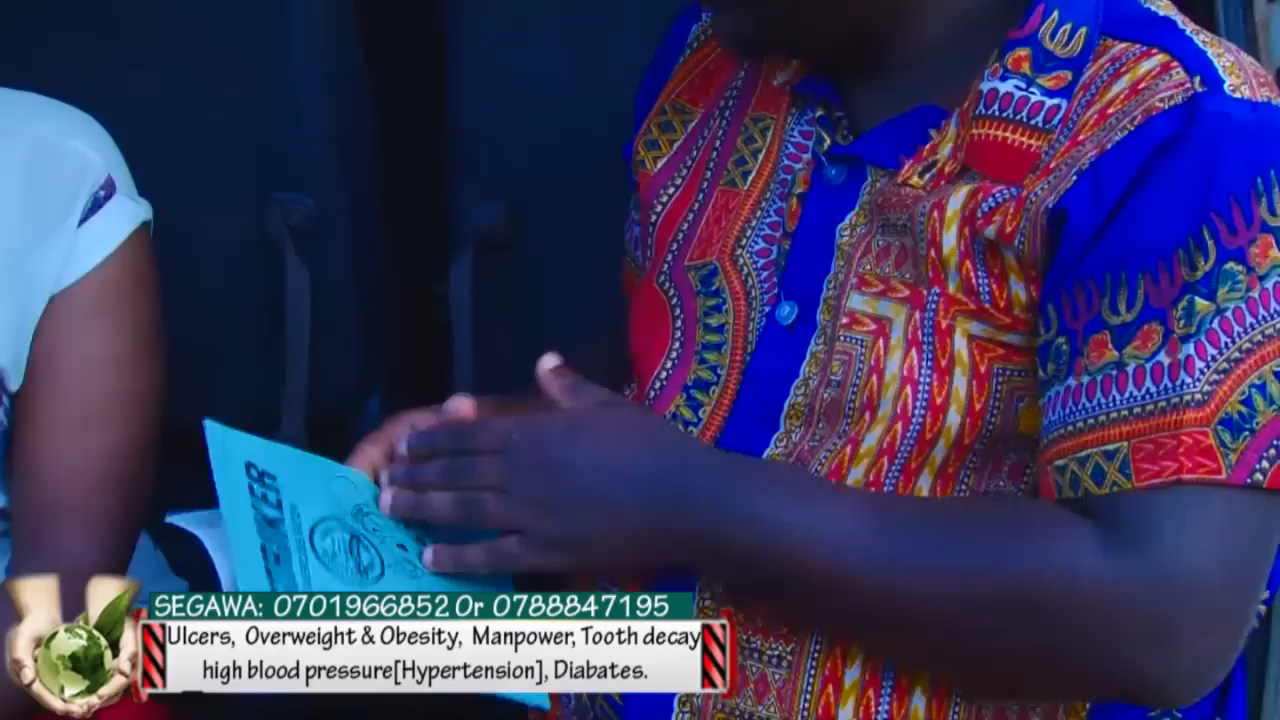 SEGAWA: 0701966852 Or 0788847195
Ulcers, Overweight & Obesity, Manpower, Tooth decay
high blood pressure[Hypertension], Diabates.